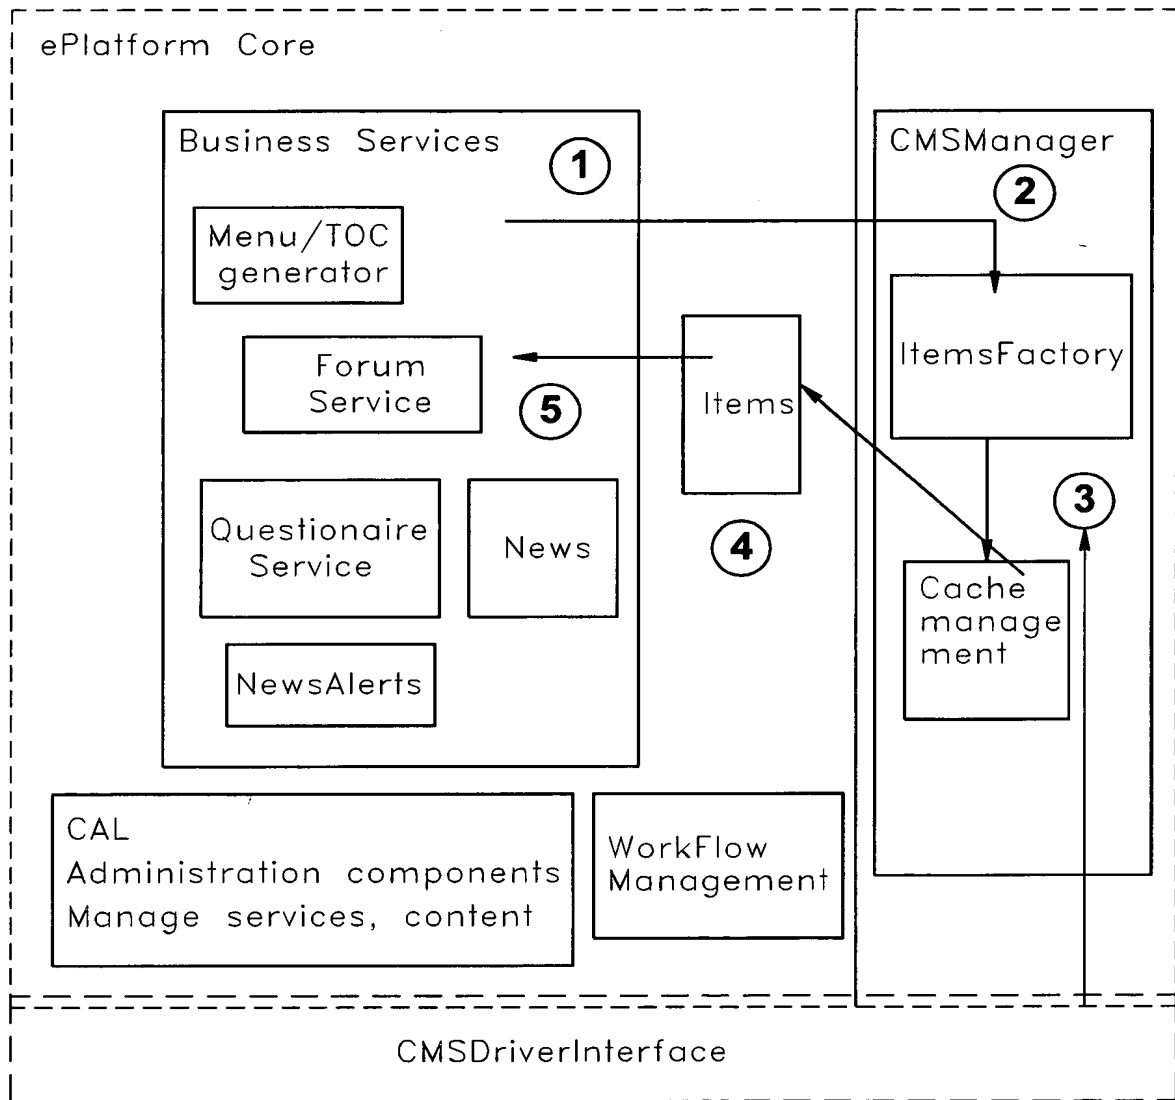 ePlatform Core
Business Services
1
Menu/TOC
generator
Forum
Service
5
Questionaire
Service
News
NewsAlerts
Items
4
CMSManager
2
ItemsFactory
3
Cache
manage
ment
CAL
Administration components
Manage services, content
WorkFlow
Management
CMSDriverInterface